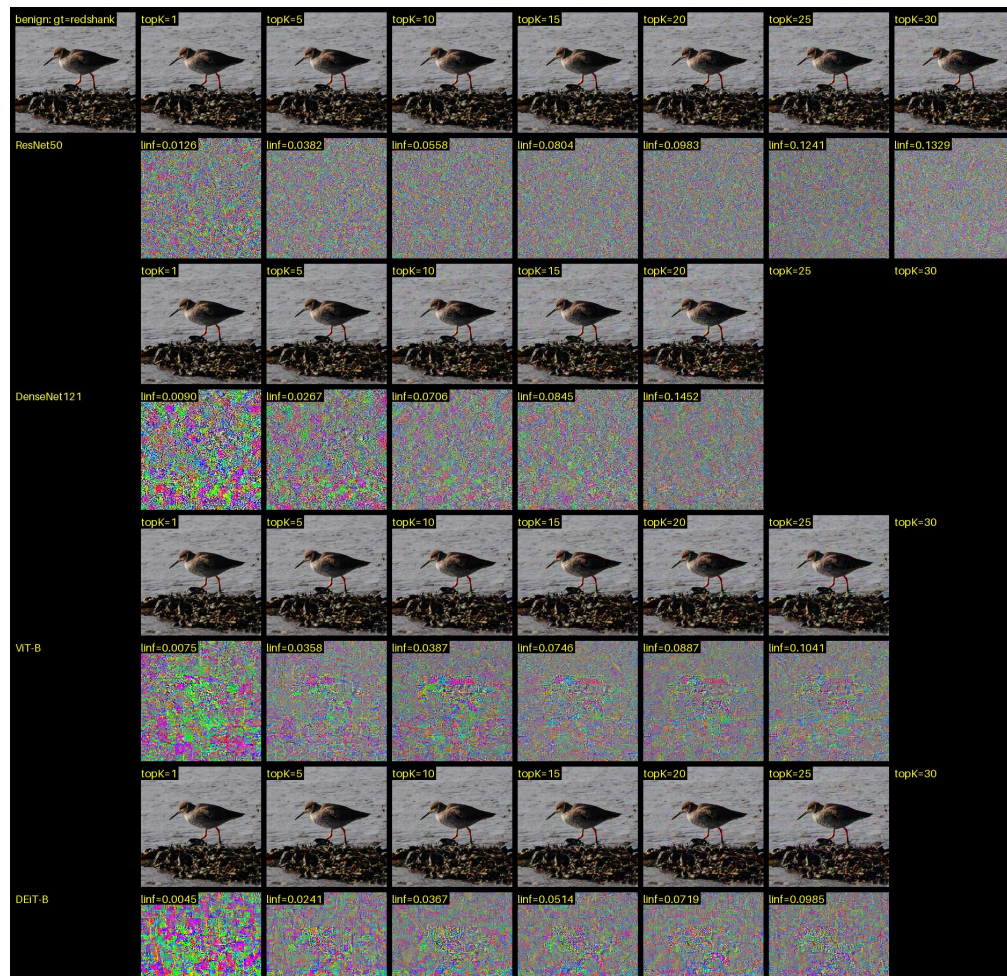 benign: gt=redshank topK=1 topK=5 topK=10 topK=15 topK=20 topK=25 topK=30
ResNet50 linf=0.0126 linf=0.0382 linf=0.0558 linf=0.0804 linf=0.0983 linf=0.1241 linf=0.1329
topK=1 topK=5 topK=10 topK=15 topK=20 topK=25 topK=30
DenseNet121 linf=0.0090 linf=0.0267 linf=0.0706 linf=0.0845 linf=0.1452
topK=1 topK=5 topK=10 topK=15 topK=20 topK=25 topK=30
ViT-B linf=0.0075 linf=0.0358 linf=0.0387 linf=0.0746 linf=0.0887 linf=0.1041
topK=1 topK=5 topK=10 topK=15 topK=20 topK=25 topK=30
DEiT-B linf=0.0045 linf=0.0241 linf=0.0367 linf=0.0514 linf=0.0719 linf=0.0985